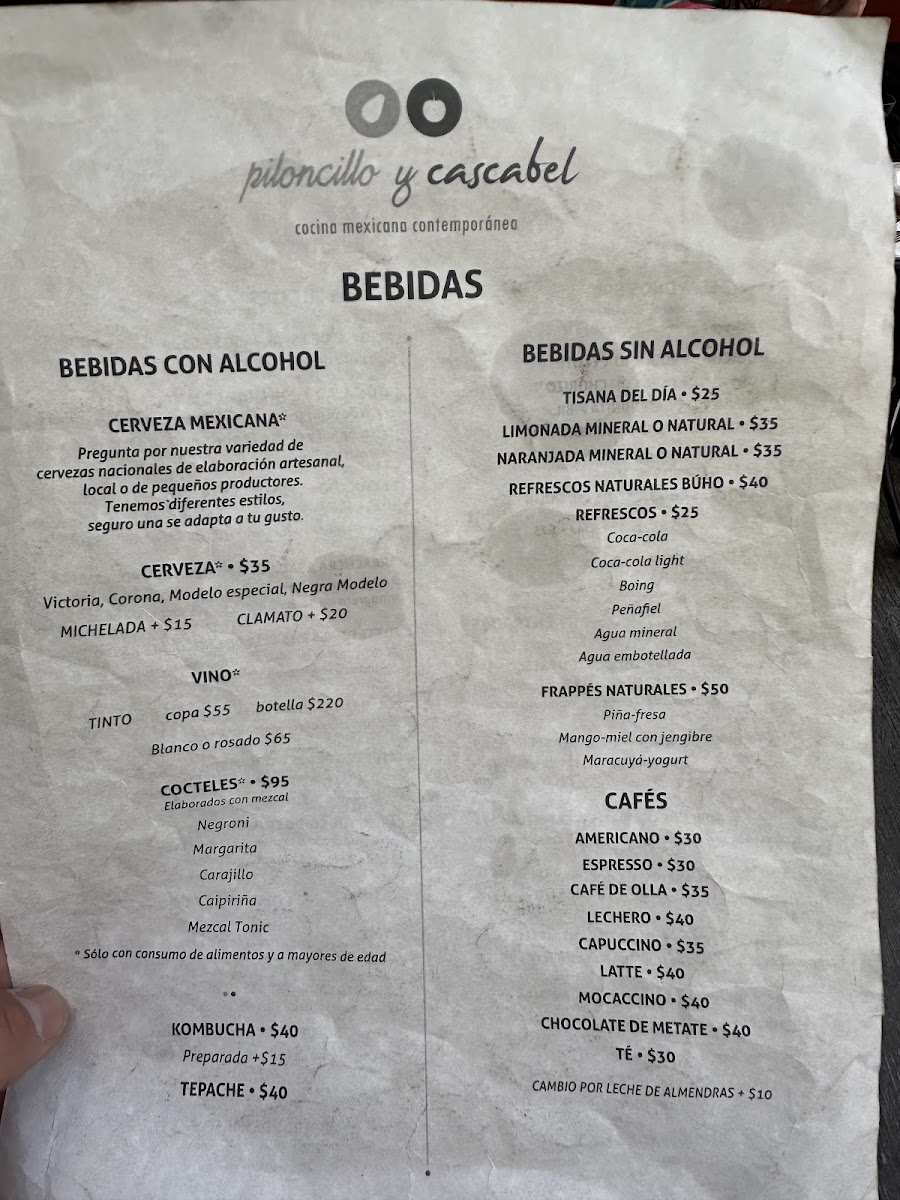 piloncillo y cascabel
cocina mexicana contemporánea
BEBIDAS
BEBIDAS CON ALCOHOL
CERVEZA MEXICANA*
Pregunta por nuestra variedad de
cervezas nacionales de elaboración artesanal,
local o de pequeños productores.
Tenemos diferentes estilos,
seguro una se adapta a tu gusto.
CERVEZA* • $35
Victoria, Corona, Modelo especial, Negra Modelo
MICHELADA + $15 CLAMATO + $20
VINO*
TINTO copa $55 botella $220
Blanco o rosado $65
COCTELES* • $95
Elaborados con mezcal
Negroni
Margarita
Carajillo
Caipiriña
Mezcal Tonic
* Sólo con consumo de alimentos y a mayores de edad
KOMBUCHA • $40
Preparada +$15
TEPACHE • $40
BEBIDAS SIN ALCOHOL
TISANA DEL DÍA • $25
LIMONADA MINERAL O NATURAL • $35
NARANJADA MINERAL O NATURAL • $35
REFRESCOS NATURALES BÚHO • $40
REFRESCOS • $25
Coca-cola
Coca-cola light
Boing
Peñafiel
Agua mineral
Agua embotellada
FRAPPÉS NATURALES • $50
Piña-fresa
Mango-miel con jengibre
Maracuyá-yogurt
CAFÉS
AMERICANO • $30
ESPRESSO • $30
CAFÉ DE OLLA • $35
LECHERO • $40
CAPUCCINO • $35
LATTE • $40
MOCACCINO • $40
CHOCOLATE DE METATE • $40
TÉ • $30
CAMBIO POR LECHE DE ALMENDRAS + $10